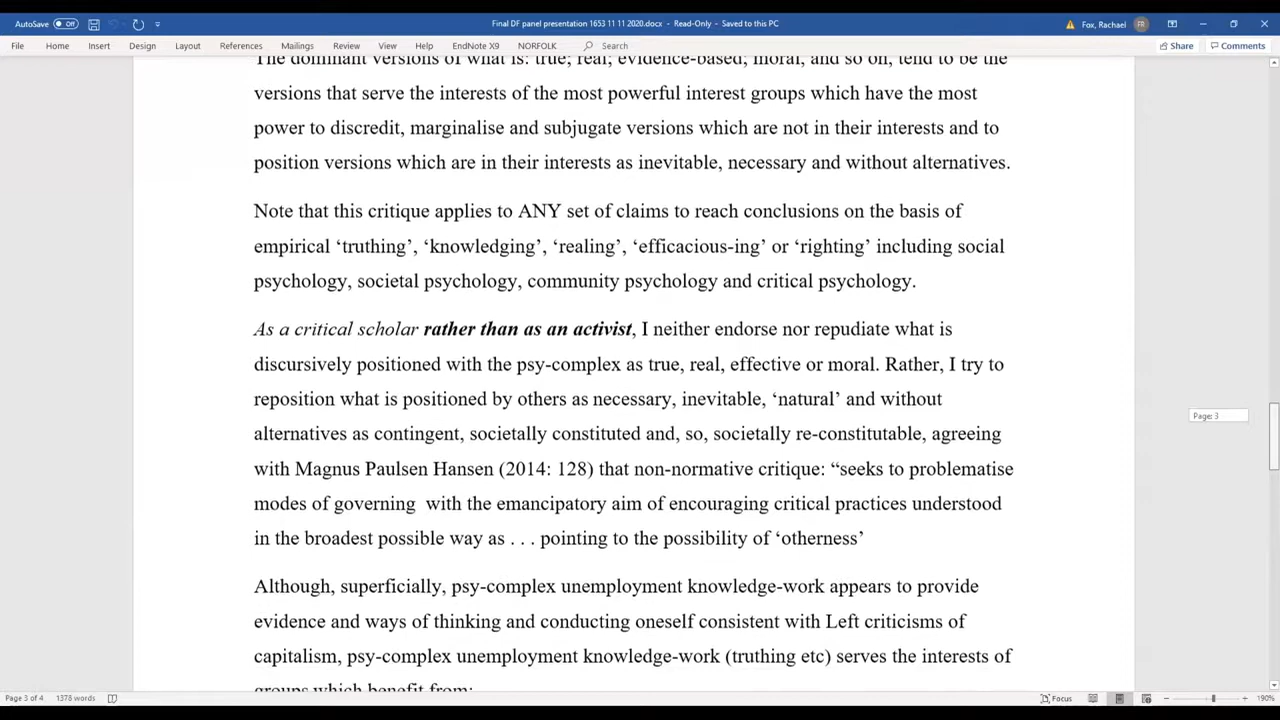 AutoSave Off Final DF panel presentation 1653 11 11 2020.docx - Read-Only - Saved to this PC Fox, Rachael FR
File Home Insert Design Layout References Mailings Review View Help EndNote X9 NORFOLK Search Share Comments
The dominant versions of what is: true; real; evidence-based; moral, and so on, tend to be the
versions that serve the interests of the most powerful interest groups which have the most
power to discredit, marginalise and subjugate versions which are not in their interests and to
position versions which are in their interests as inevitable, necessary and without alternatives.
Note that this critique applies to ANY set of claims to reach conclusions on the basis of
empirical ‘truthing’, ‘knowledging’, ‘realing’, ‘efficacious-ing’ or ‘righting’ including social
psychology, societal psychology, community psychology and critical psychology.
As a critical scholar rather than as an activist, I neither endorse nor repudiate what is
discursively positioned with the psy-complex as true, real, effective or moral. Rather, I try to
reposition what is positioned by others as necessary, inevitable, ‘natural’ and without
Page: 3
alternatives as contingent, societally constituted and, so, societally re-constitutable, agreeing
with Magnus Paulsen Hansen (2014: 128) that non-normative critique: “seeks to problematise
modes of governing with the emancipatory aim of encouraging critical practices understood
in the broadest possible way as . . . pointing to the possibility of ‘otherness’
Although, superficially, psy-complex unemployment knowledge-work appears to provide
evidence and ways of thinking and conducting oneself consistent with Left criticisms of
capitalism, psy-complex unemployment knowledge-work (truthing etc) serves the interests of
groups which benefit from:
Page 3 of 4 1378 words Focus 190%